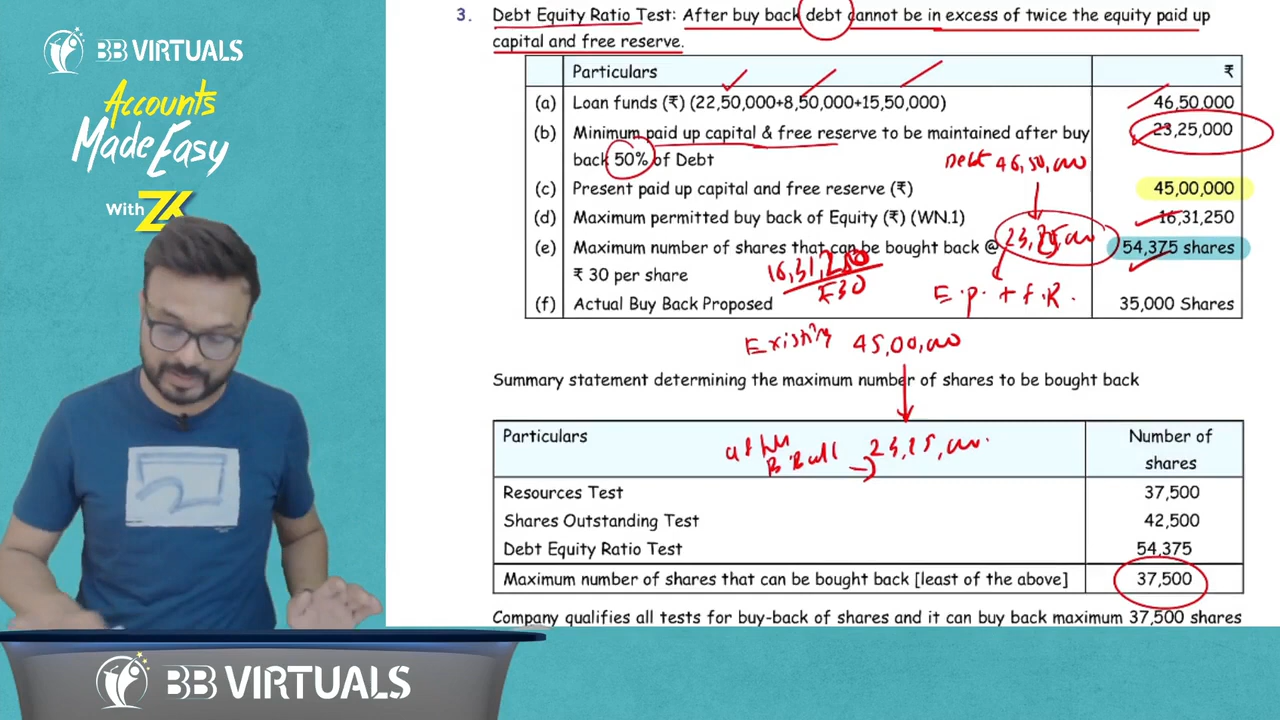 BB VIRTUALS
Accounts
Made Easy
With ZK
3. Debt Equity Ratio Test: After buy back debt cannot be in excess of twice the equity paid up
capital and free reserve.
Particulars ₹
(a) Loan funds (₹) (22,50,000+8,50,000+15,50,000) 46,50,000
(b) Minimum paid up capital & free reserve to be maintained after buy 23,25,000
back 50% of Debt
Debt 46,50,000
(c) Present paid up capital and free reserve (₹) 45,00,000
(d) Maximum permitted buy back of Equity (₹) (WN.1) 16,31,250
23,25,000
(e) Maximum number of shares that can be bought back @ 54,375 shares
₹ 30 per share
16,31,250
₹30
E.p. + f.R.
(f) Actual Buy Back Proposed 35,000 Shares
Existing 45,00,000
Summary statement determining the maximum number of shares to be bought back
Particulars Number of
shares
23,25,000
Resources Test 37,500
Shares Outstanding Test 42,500
Debt Equity Ratio Test 54,375
Maximum number of shares that can be bought back [least of the above] 37,500
Company qualifies all tests for buy-back of shares and it can buy back maximum 37,500 shares
BB VIRTUALS